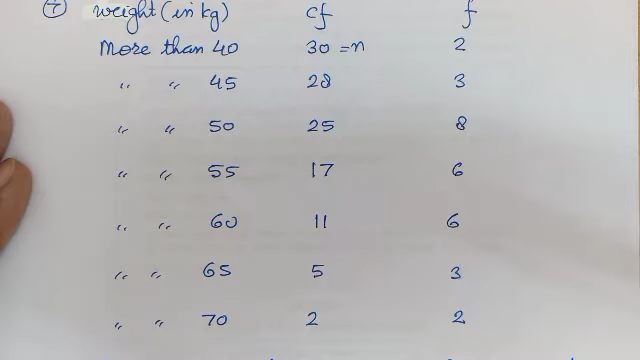 7 Weight (in kg) cf f
More than 40 30 = n 2
" " 45 28 3
" " 50 25 8
" " 55 17 6
" " 60 11 6
" " 65 5 3
" " 70 2 2